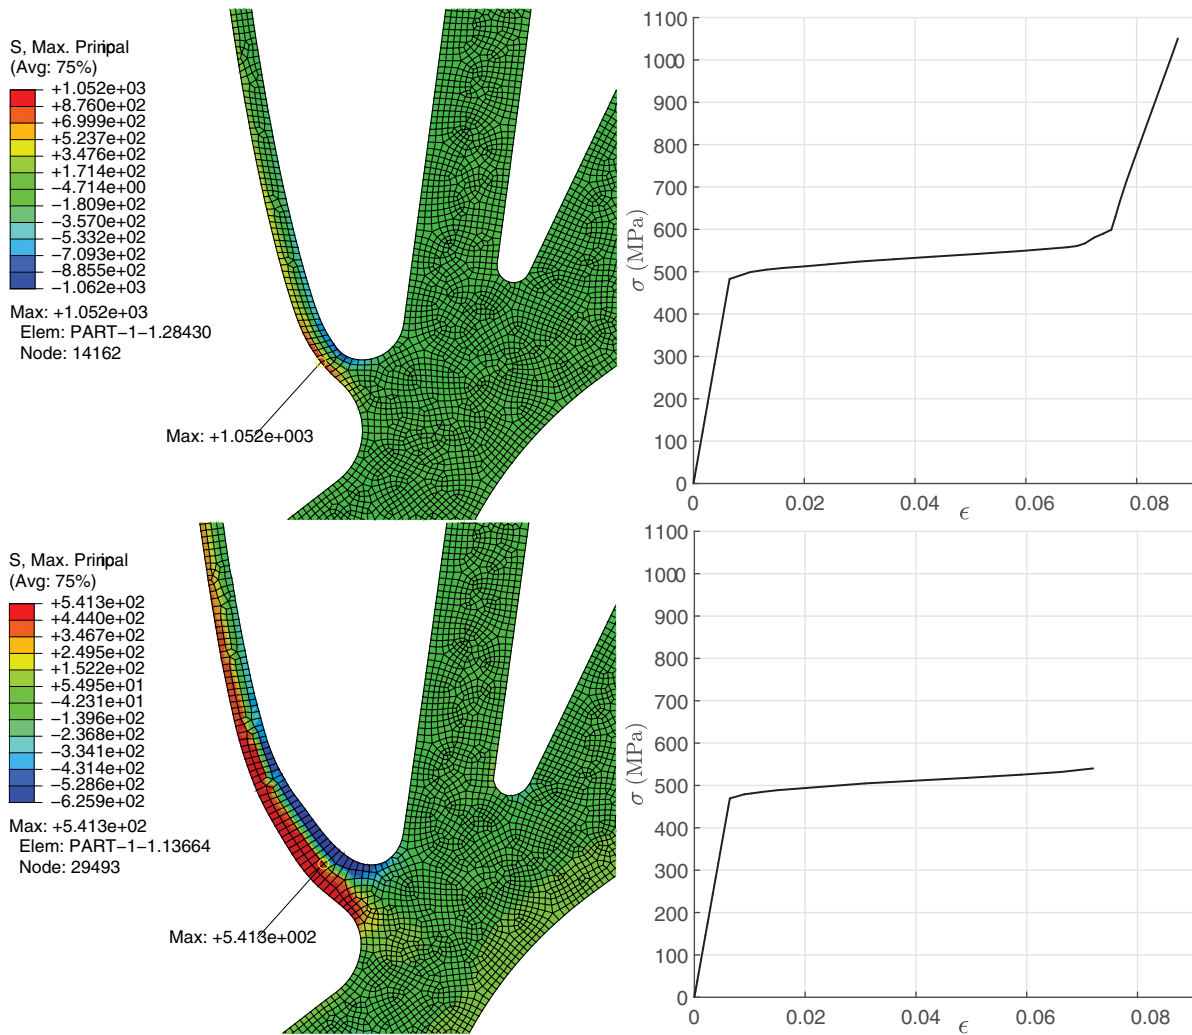 S, Max. Principal
(Avg: 75%)
+1.052e+03
+8.760e+02
+6.999e+02
+5.237e+02
+3.476e+02
+1.714e+02
−4.714e+00
−1.809e+02
−3.570e+02
−5.332e+02
−7.093e+02
−8.855e+02
−1.062e+03
Max: +1.052e+03
Elem: PART−1−1.28430
Node: 14162
Max: +1.052e+003
1100
1000
900
800
700
600
500
400
300
200
100
0
σ (MPa)
0 0.02 0.04 0.06 0.08
ϵ
S, Max. Principal
(Avg: 75%)
+5.413e+02
+4.440e+02
+3.467e+02
+2.495e+02
+1.522e+02
+5.495e+01
−4.231e+01
−1.396e+02
−2.368e+02
−3.341e+02
−4.314e+02
−5.286e+02
−6.259e+02
Max: +5.413e+02
Elem: PART−1−1.13664
Node: 29493
Max: +5.413e+002
1100
1000
900
800
700
600
500
400
300
200
100
0
σ (MPa)
0 0.02 0.04 0.06 0.08
ϵ